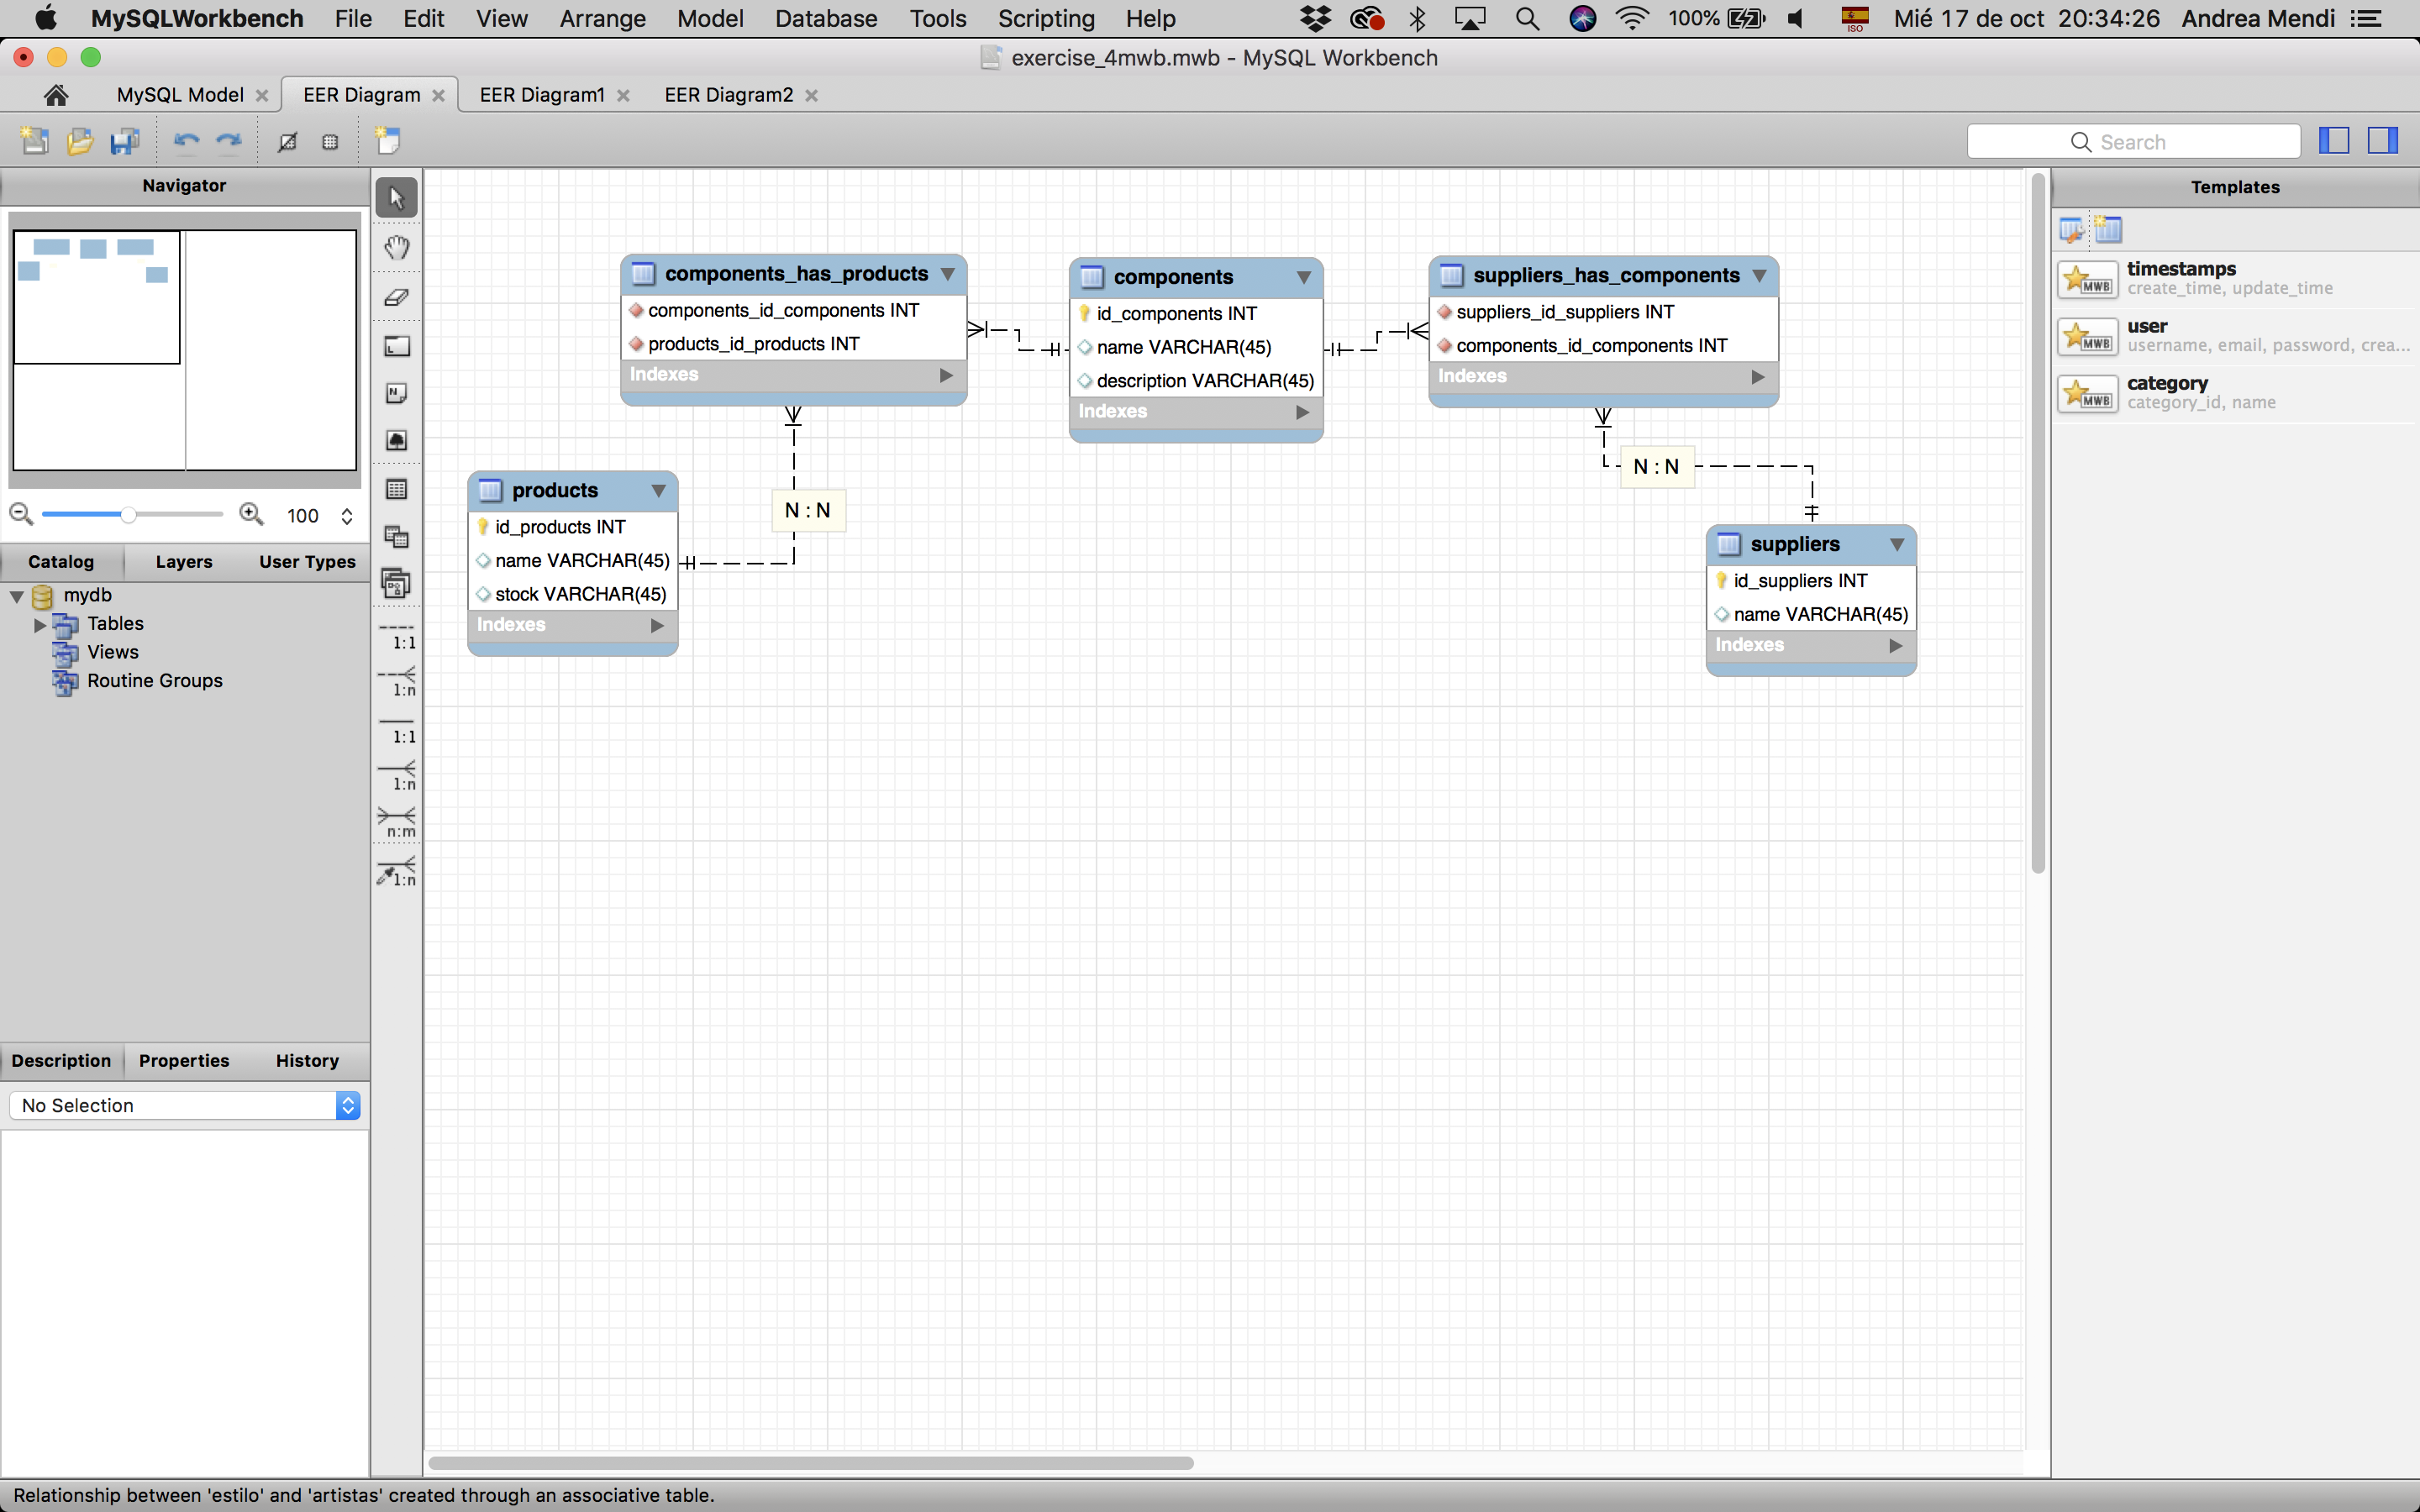 MySQLWorkbench File Edit View Arrange Model Database Tools Scripting Help 100% ISO Mié 17 de oct 20:34:26 Andrea Mendi
exercise_4mwb.mwb - MySQL Workbench
MySQL Model EER Diagram EER Diagram1 EER Diagram2
Search
Navigator
100
Catalog Layers User Types
mydb
Tables
Views
Routine Groups
Description Properties History
No Selection
N
1:1
1:n
1:1
1:n
n:m
1:n
components_has_products
components_id_components INT
products_id_products INT
Indexes
components
id_components INT
name VARCHAR(45)
description VARCHAR(45)
Indexes
suppliers_has_components
suppliers_id_suppliers INT
components_id_components INT
Indexes
products
id_products INT
name VARCHAR(45)
stock VARCHAR(45)
Indexes
N : N
N : N
suppliers
id_suppliers INT
name VARCHAR(45)
Indexes
Templates
MWB
timestamps
create_time, update_time
MWB
user
username, email, password, crea...
MWB
category
category_id, name
Relationship between 'estilo' and 'artistas' created through an associative table.